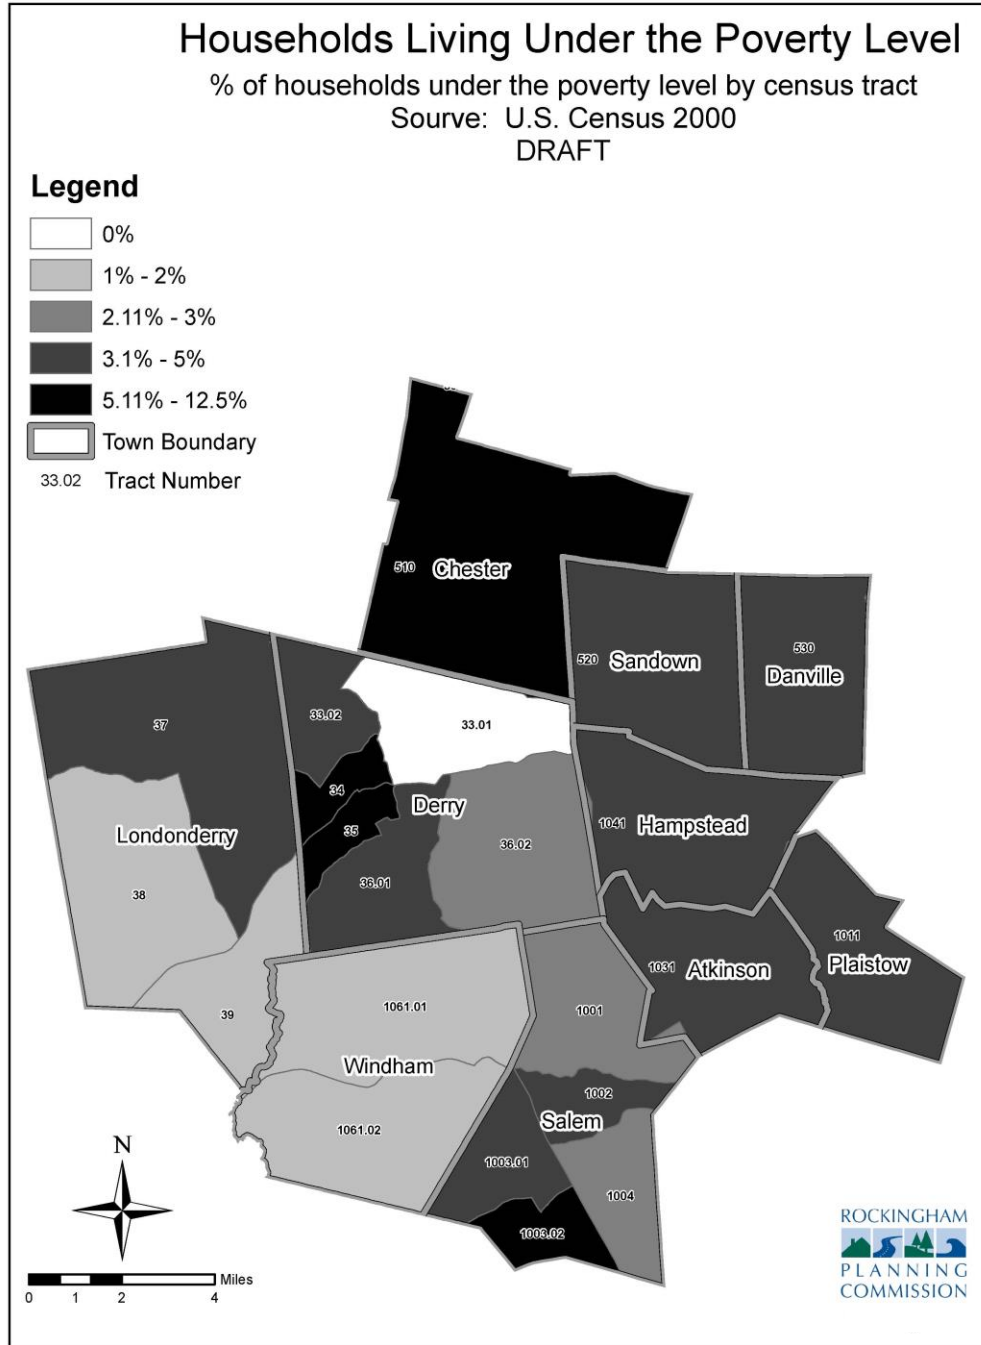 Households Living Under the Poverty Level
% of households under the poverty level by census tract
Sourve: U.S. Census 2000
DRAFT
Legend
0%
1% - 2%
2.11% - 3%
3.1% - 5%
5.11% - 12.5%
Town Boundary
33.02 Tract Number
510 Chester
520 Sandown
530
Danville
37
33.02
33.01
34
Derry
35
Londonderry
36.02
1041 Hampstead
38
36.01
1011
Plaistow
1031 Atkinson
39
1061.01
1001
Windham
1002
Salem
1061.02
1003.01
1004
1003.02
N
Miles
0 1 2 4
ROCKINGHAM
PLANNING
COMMISSION